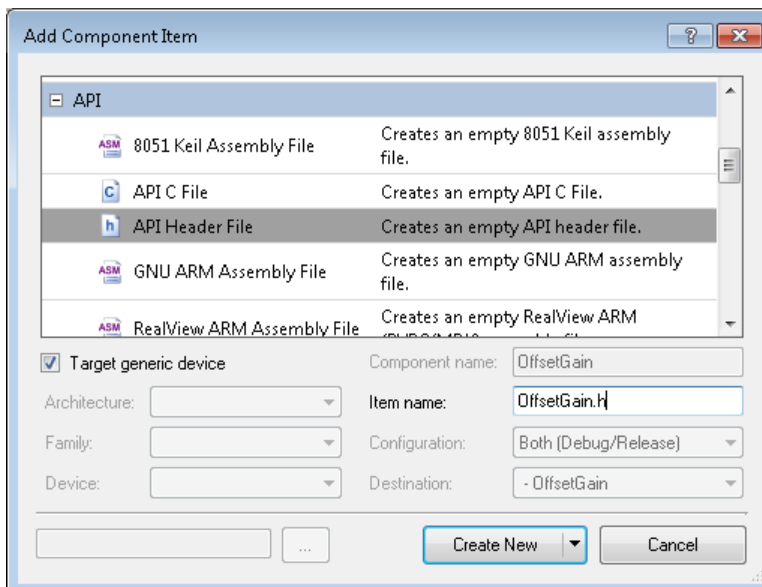 Add Component Item
?
API
ASM 8051 Keil Assembly File Creates an empty 8051 Keil assembly
file.
C API C File Creates an empty API C File.
h API Header File Creates an empty API header file.
ASM GNU ARM Assembly File Creates an empty GNU ARM assembly
file.
ASM RealView ARM Assembly File Creates an empty RealView ARM
Target generic device Component name: OffsetGain
Architecture: Item name: OffsetGain.h
Family: Configuration: Both (Debug/Release)
Device: Destination: - OffsetGain
... Create New Cancel